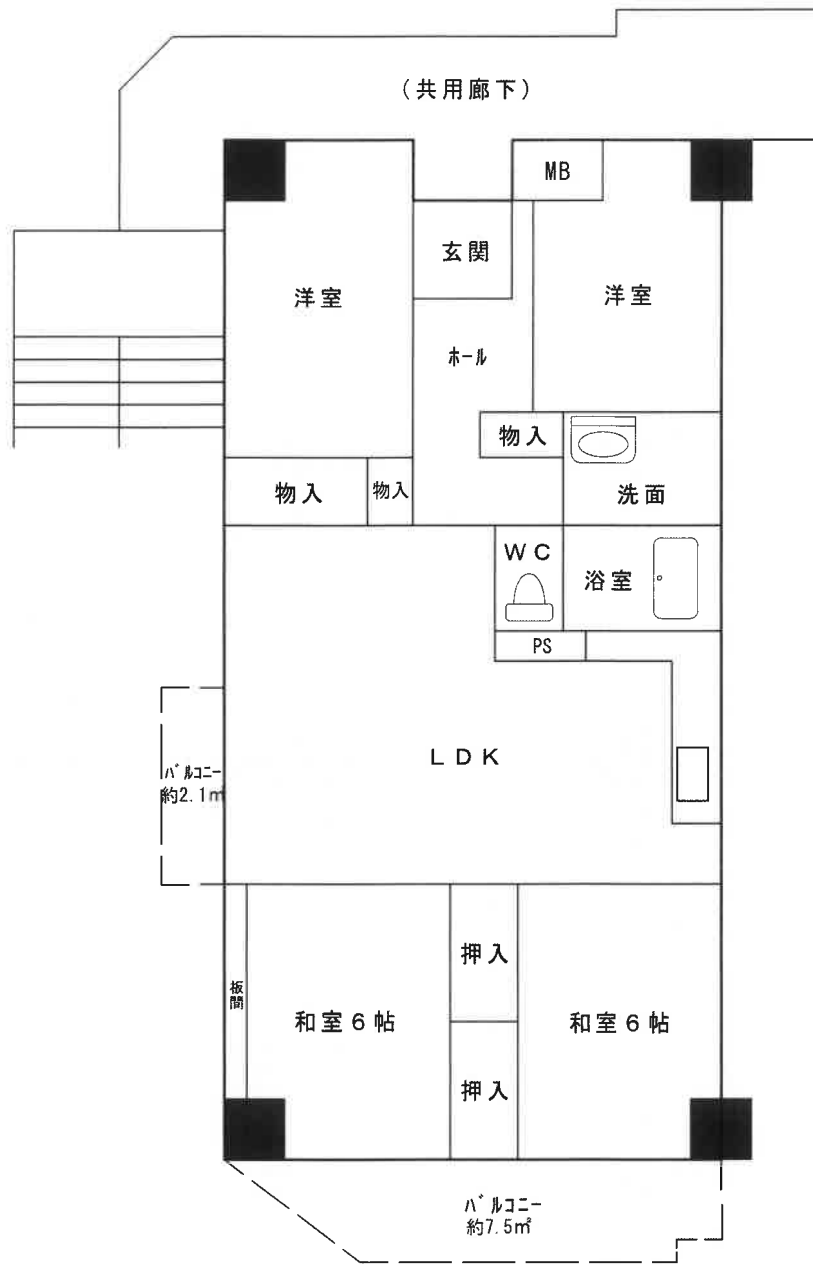 (共用廊下)
MB
玄関
洋室
洋室
ホール
物入
物入
物入
洗面
WC
浴室
PS
LDK
バルコニー
約2.1㎡
押入
板間
和室6帖
和室6帖
押入
バルコニー
約7.5㎡